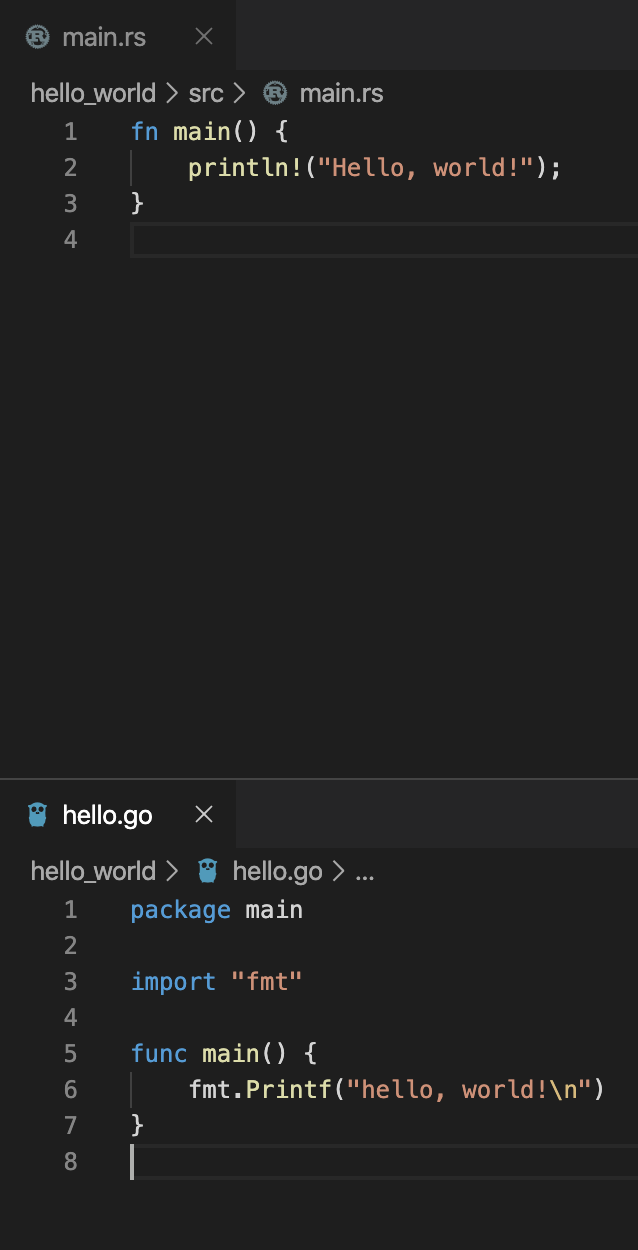 main.rs
hello_world > src > main.rs
1 fn main() {
2     println!("Hello, world!");
3 }
4
hello.go
hello_world > hello.go > ...
1 package main
2
3 import "fmt"
4
5 func main() {
6     fmt.Printf("hello, world!\n")
7 }
8